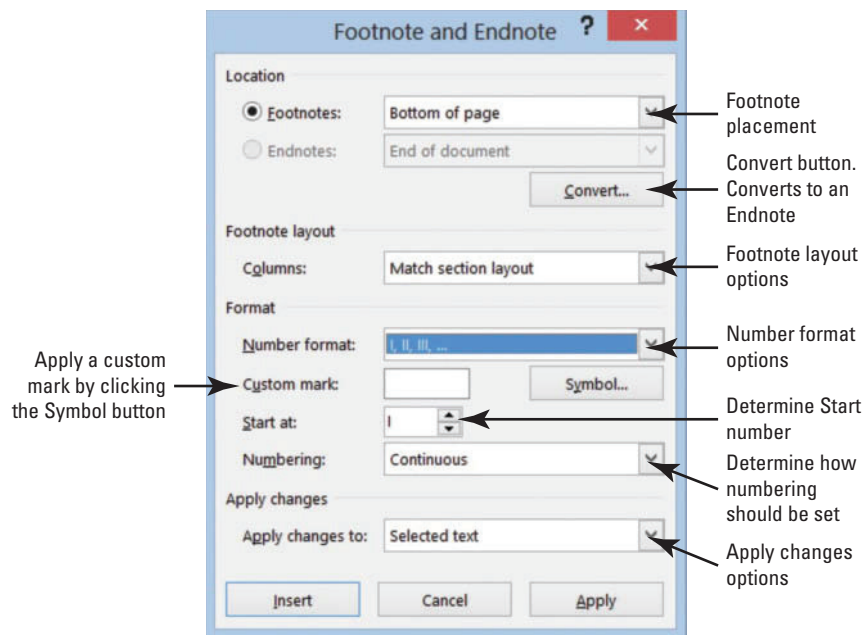 Footnote and Endnote ? ×
Location
Footnotes: Bottom of page
Footnote
placement
Endnotes: End of document
Convert...
Convert button.
Converts to an
Endnote
Footnote layout
Columns: Match section layout
Footnote layout
options
Format
Number format: I, II, III, ...
Number format
options
Apply a custom
mark by clicking
the Symbol button
Custom mark: Symbol...
Start at: I
Determine Start
number
Numbering: Continuous
Determine how
numbering
should be set
Apply changes
Apply changes to: Selected text
Apply changes
options
Insert Cancel Apply